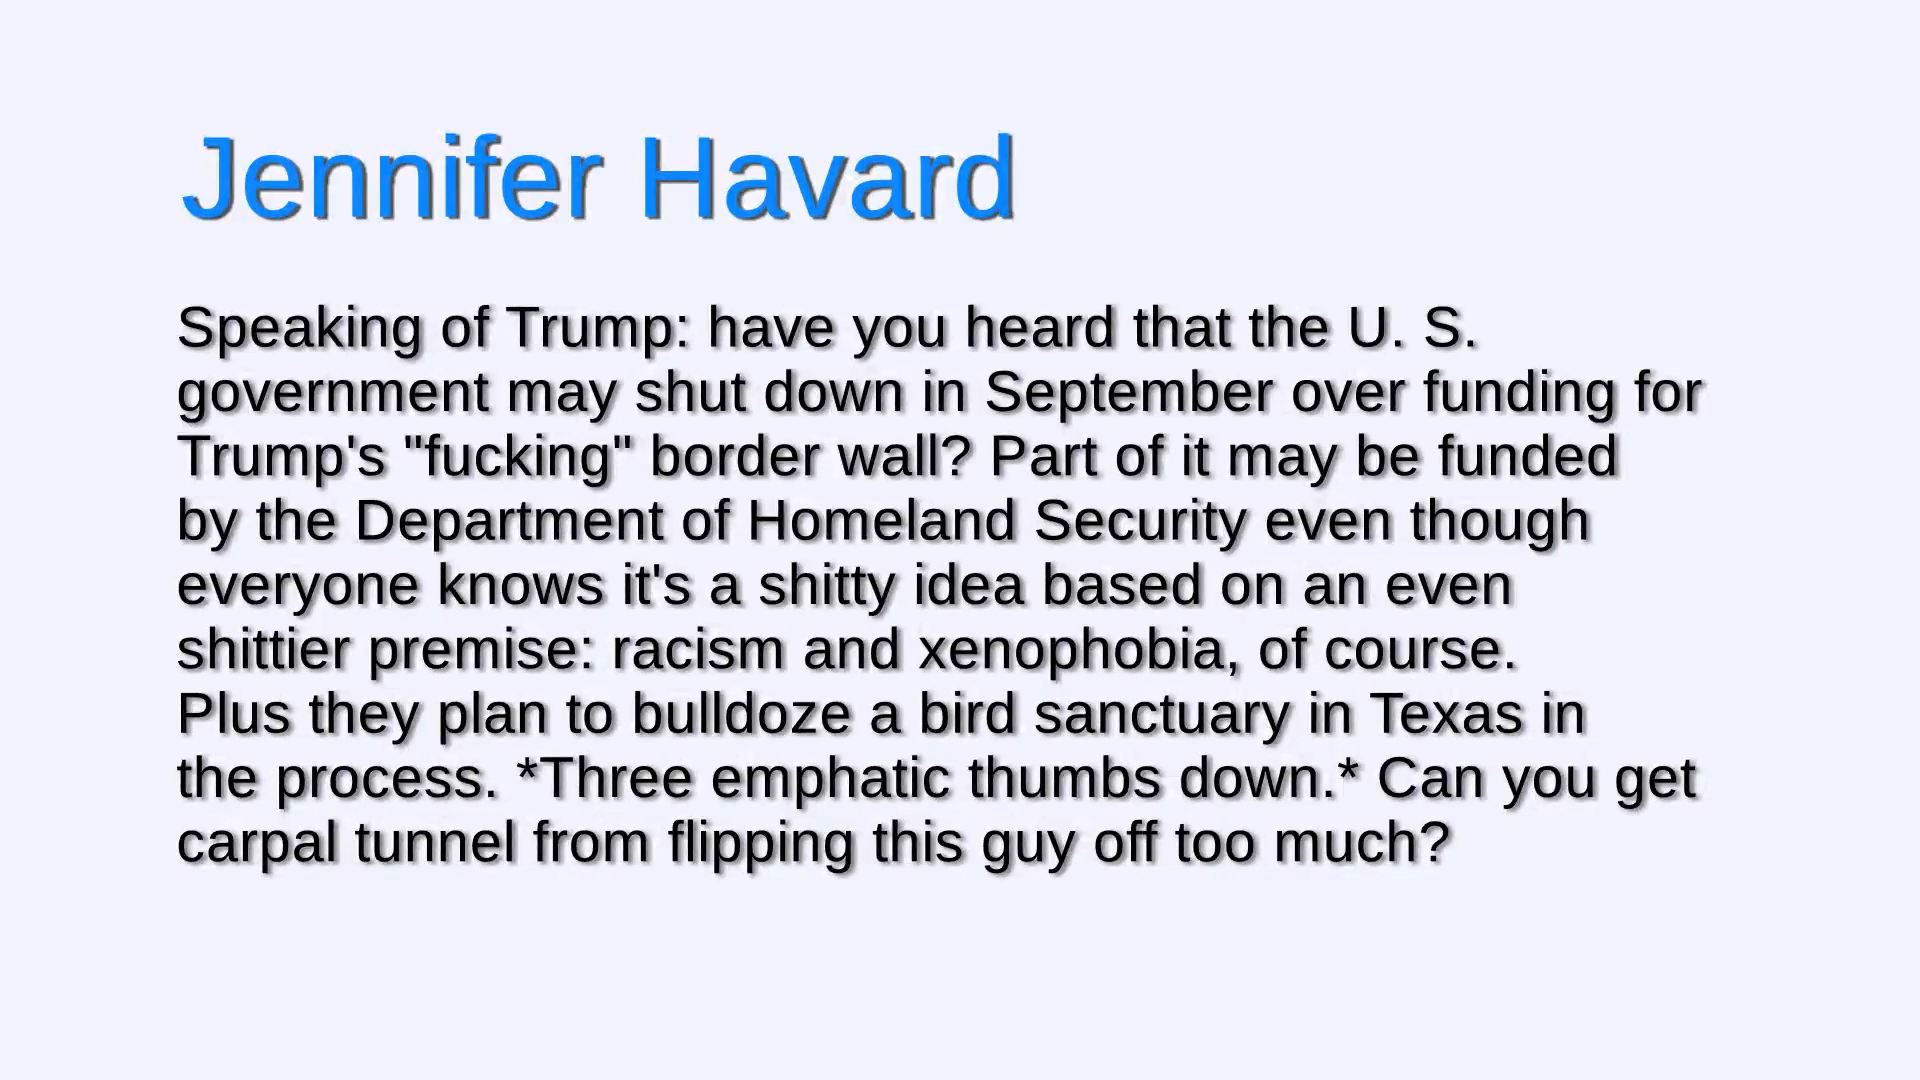 Jennifer Havard
Speaking of Trump: have you heard that the U. S.
government may shut down in September over funding for
Trump's "fucking" border wall? Part of it may be funded
by the Department of Homeland Security even though
everyone knows it's a shitty idea based on an even
shittier premise: racism and xenophobia, of course.
Plus they plan to bulldoze a bird sanctuary in Texas in
the process. *Three emphatic thumbs down.* Can you get
carpal tunnel from flipping this guy off too much?